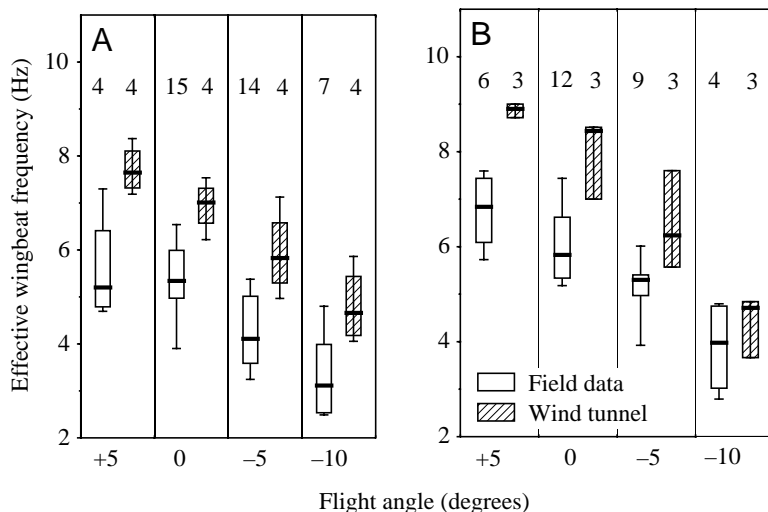 A
B
Effective wingbeat frequency (Hz)
10
8
6
4
2
4 4 15 4 14 4 7 4
+5 0 –5 –10
10
8
6
4
2
6 3 12 3 9 3 4 3
Field data
Wind tunnel
+5 0 –5 –10
Flight angle (degrees)